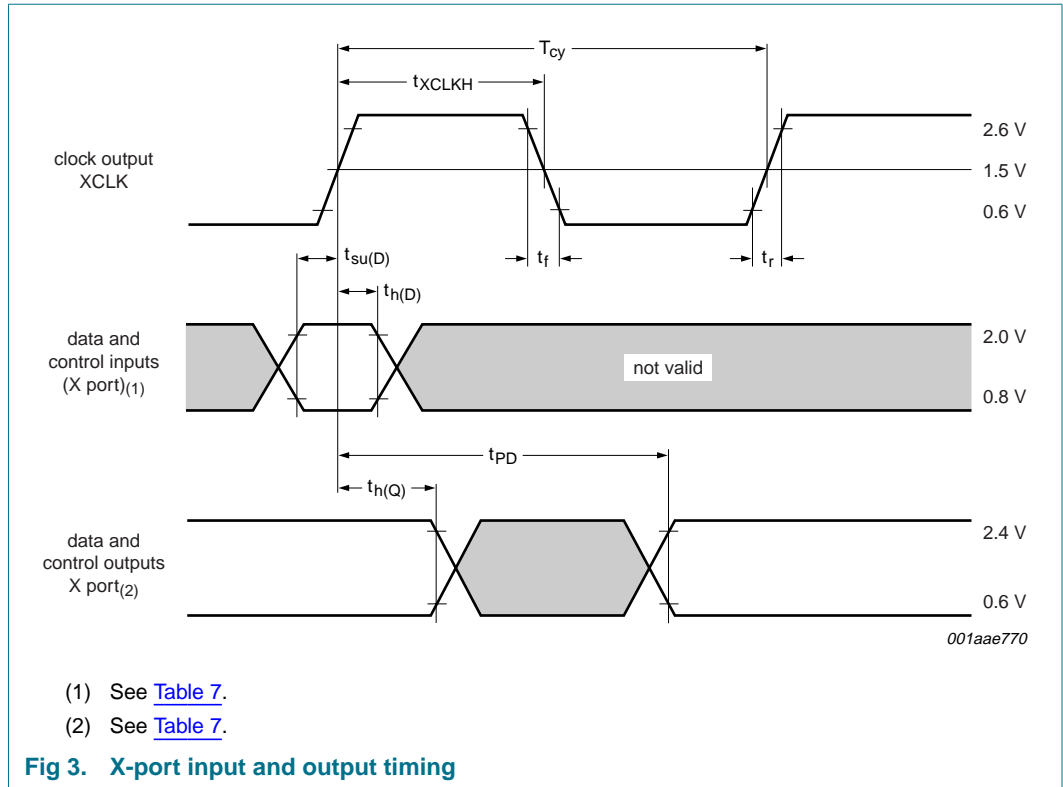 Tcy
tXCLKH
clock output
XCLK
2.6 V
1.5 V
0.6 V
tsu(D)
tf
tr
th(D)
data and
control inputs
(X port)(1)
not valid
2.0 V
0.8 V
tPD
th(Q)
data and
control outputs
X port(2)
2.4 V
0.6 V
001aae770
(1) See Table 7.
(2) See Table 7.
Fig 3. X-port input and output timing